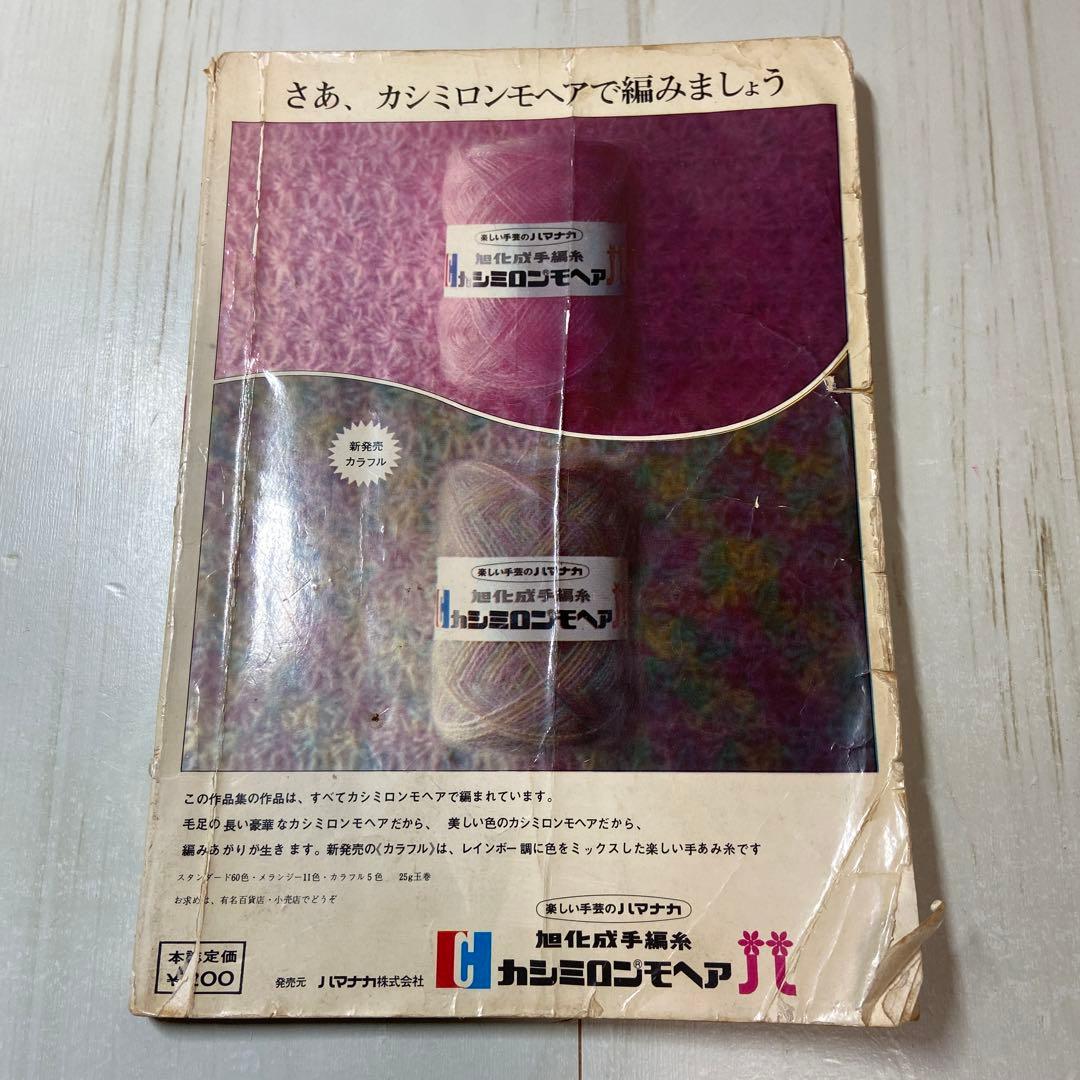 さあ、カシミロンモヘアで編みましょう
楽しい手芸のハマナカ
旭化成手編糸
カシミロンモヘア
新発売
カラフル
楽しい手芸のハマナカ
旭化成手編糸
カシミロンモヘア
この作品集の作品は、すべてカシミロンモヘアで編まれています。
毛足の長い豪華なカシミロンモヘアだから、美しい色のカシミロンモヘアだから、
編みあがりが生きます。新発売の《カラフル》は、レインボー調に色をミックスした楽しい手あみ糸です
スタンダード60色・メランジー11色・カラフル5色 25g玉巻
お求めは、有名百貨店・小売店でどうぞ
本誌定価
¥200
発売元 ハマナカ株式会社
楽しい手芸のハマナカ
旭化成手編糸
カシミロン®モヘア